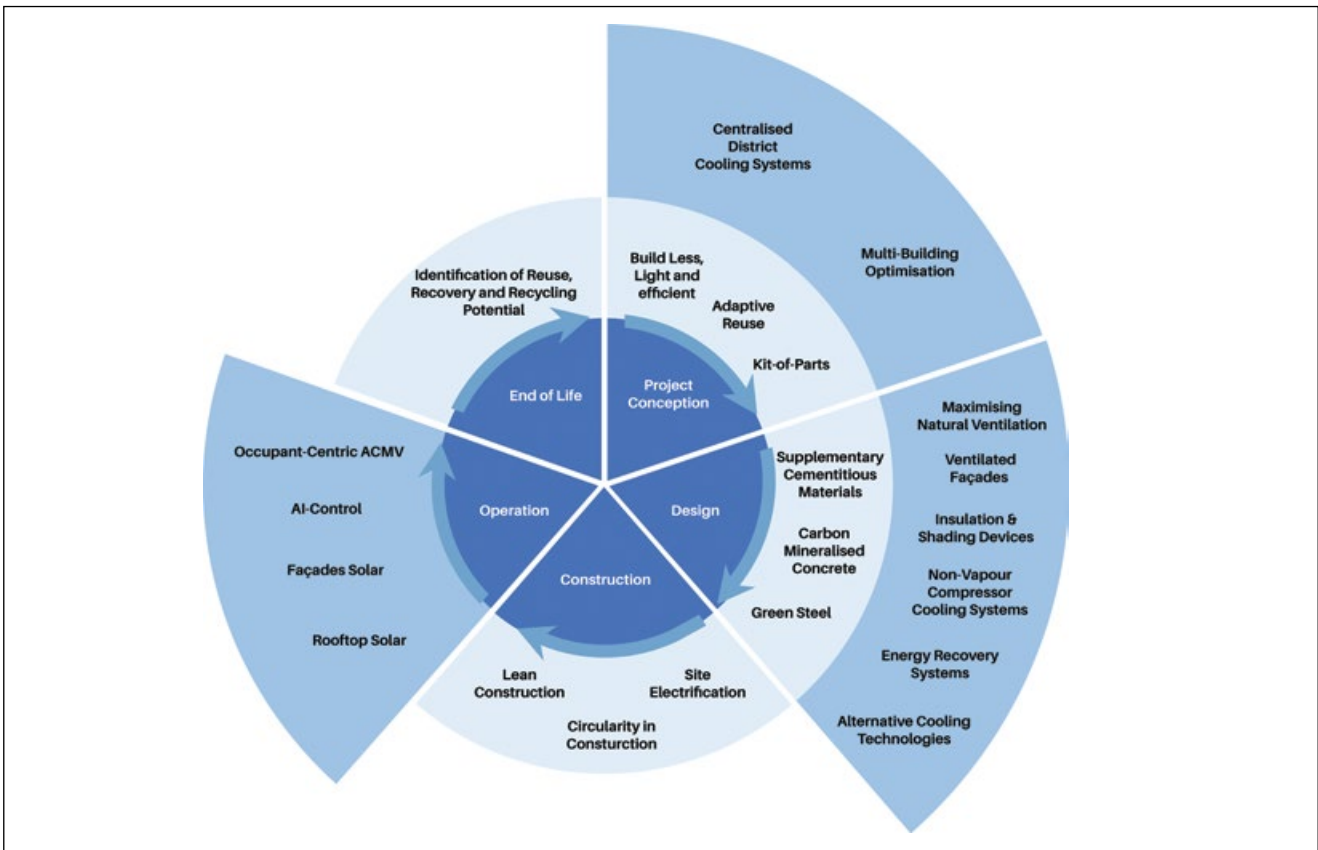 Centralised
District
Cooling Systems
Multi-Building
Optimisation
Build Less,
Light and
efficient
Adaptive
Reuse
Kit-of-Parts
Project
Conception
Maximising
Natural Ventilation
Ventilated
Façades
Insulation &
Shading Devices
Non-Vapour
Compressor
Cooling Systems
Energy Recovery
Systems
Alternative Cooling
Technologies
Supplementary
Cementitious
Materials
Carbon
Mineralised
Concrete
Green Steel
Design
Construction
Site
Electrification
Lean
Construction
Circularity in
Consturction
Operation
Occupant-Centric ACMV
AI-Control
Façades Solar
Rooftop Solar
End of Life
Identification of Reuse,
Recovery and Recycling
Potential